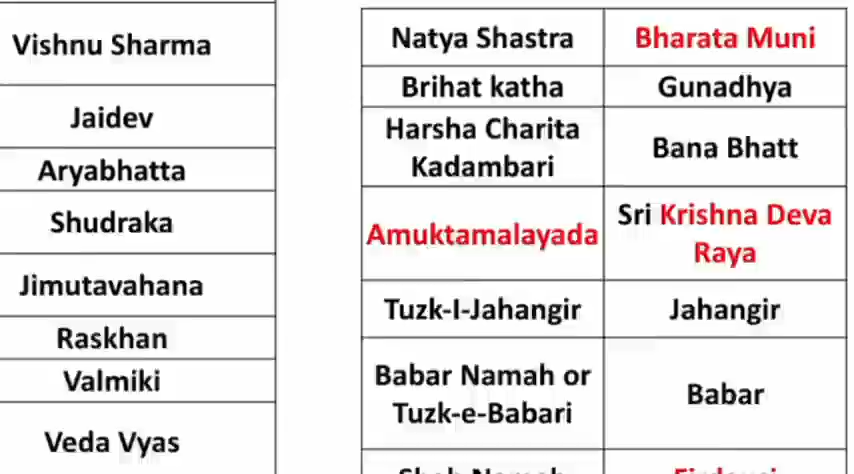 Vishnu Sharma
Jaidev
Aryabhatta
Shudraka
Jimutavahana
Raskhan
Valmiki
Veda Vyas
Natya Shastra Bharata Muni
Brihat katha Gunadhya
Harsha Charita
Kadambari
Bana Bhatt
Amuktamalayada
Sri Krishna Deva
Raya
Tuzk-I-Jahangir Jahangir
Babar Namah or
Tuzk-e-Babari
Babar